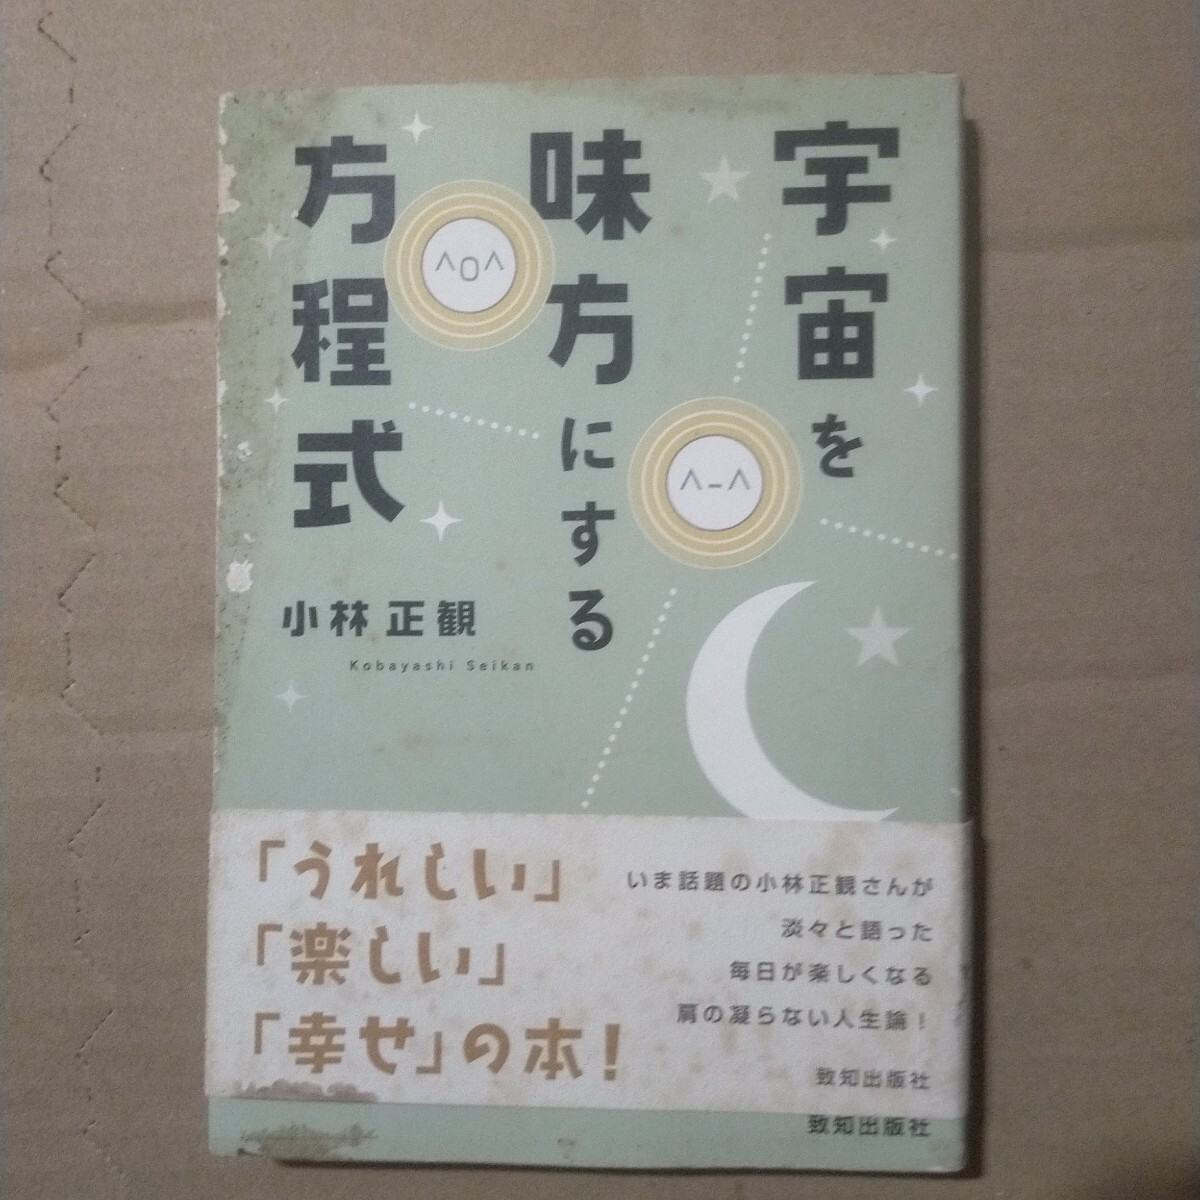 宇宙を
味方にする
方程式
^o^
^-^
小林正観
Kobayashi Seikan
「うれしい」
「楽しい」
「幸せ」の本！
いま話題の小林正観さんが
淡々と語った
毎日が楽しくなる
肩の凝らない人生論！
致知出版社
致知出版社